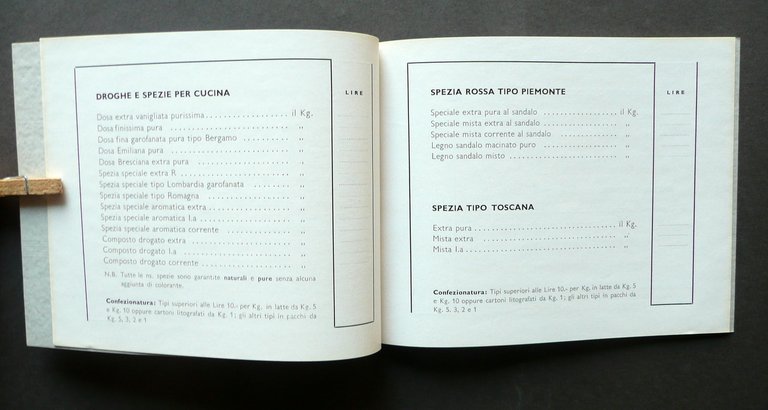 DROGHE E SPEZIE PER CUCINA
LIRE
Dosa extra vanigliata purissima . . . . . . . . . . . . . . . . il Kg.
Dosa finissima pura . . . . . . . . . . . . . . . . . . . . . . . ,,
Dosa fina garofanata pura tipo Bergamo . . . . . . . . . . ,,
Dosa Emiliana pura . . . . . . . . . . . . . . . . . . . . . . . ,,
Dosa Bresciana extra pura . . . . . . . . . . . . . . . . . . . ,,
Spezia speciale extra R . . . . . . . . . . . . . . . . . . . . . ,,
Spezia speciale tipo Lombardia garofanata . . . . . . . . ,,
Spezia speciale tipo Romagna . . . . . . . . . . . . . . . . . ,,
Spezia speciale aromatica extra . . . . . . . . . . . . . . . . ,,
Spezia speciale aromatica I.a . . . . . . . . . . . . . . . . . ,,
Spezia speciale aromatica corrente . . . . . . . . . . . . . ,,
Composto drogato extra . . . . . . . . . . . . . . . . . . . . ,,
Composto drogato I.a . . . . . . . . . . . . . . . . . . . . . ,,
Composto drogato corrente . . . . . . . . . . . . . . . . . . ,,
N.B. Tutte le ns. spezie sono garantite naturali e pure senza alcuna
aggiunta di colorante.
Confezionatura: Tipi superiori alle Lire 10.- per Kg. in latte da Kg. 5
e Kg. 10 oppure cartoni litografati da Kg. 1; gli altri tipi in pacchi da
Kg. 5, 3, 2 e 1
SPEZIA ROSSA TIPO PIEMONTE
LIRE
Speciale extra pura al sandalo . . . . . . . . . . . . . . . . il Kg.
Speciale mista extra al sandalo . . . . . . . . . . . . . . . . ,,
Speciale mista corrente al sandalo . . . . . . . . . . . . . . ,,
Legno sandalo macinato puro . . . . . . . . . . . . . . . . . ,,
Legno sandalo misto . . . . . . . . . . . . . . . . . . . . . . ,,
SPEZIA TIPO TOSCANA
Extra pura . . . . . . . . . . . . . . . . . . . . . . . . . . . . il Kg.
Mista extra . . . . . . . . . . . . . . . . . . . . . . . . . . . ,,
Mista I.a . . . . . . . . . . . . . . . . . . . . . . . . . . . . . ,,
Confezionatura: Tipi superiori alle Lire 10.- per Kg. in latte da Kg. 5
e Kg. 10 oppure cartoni litografati da Kg. 1; gli altri tipi in pacchi da
Kg. 5, 3, 2 e 1